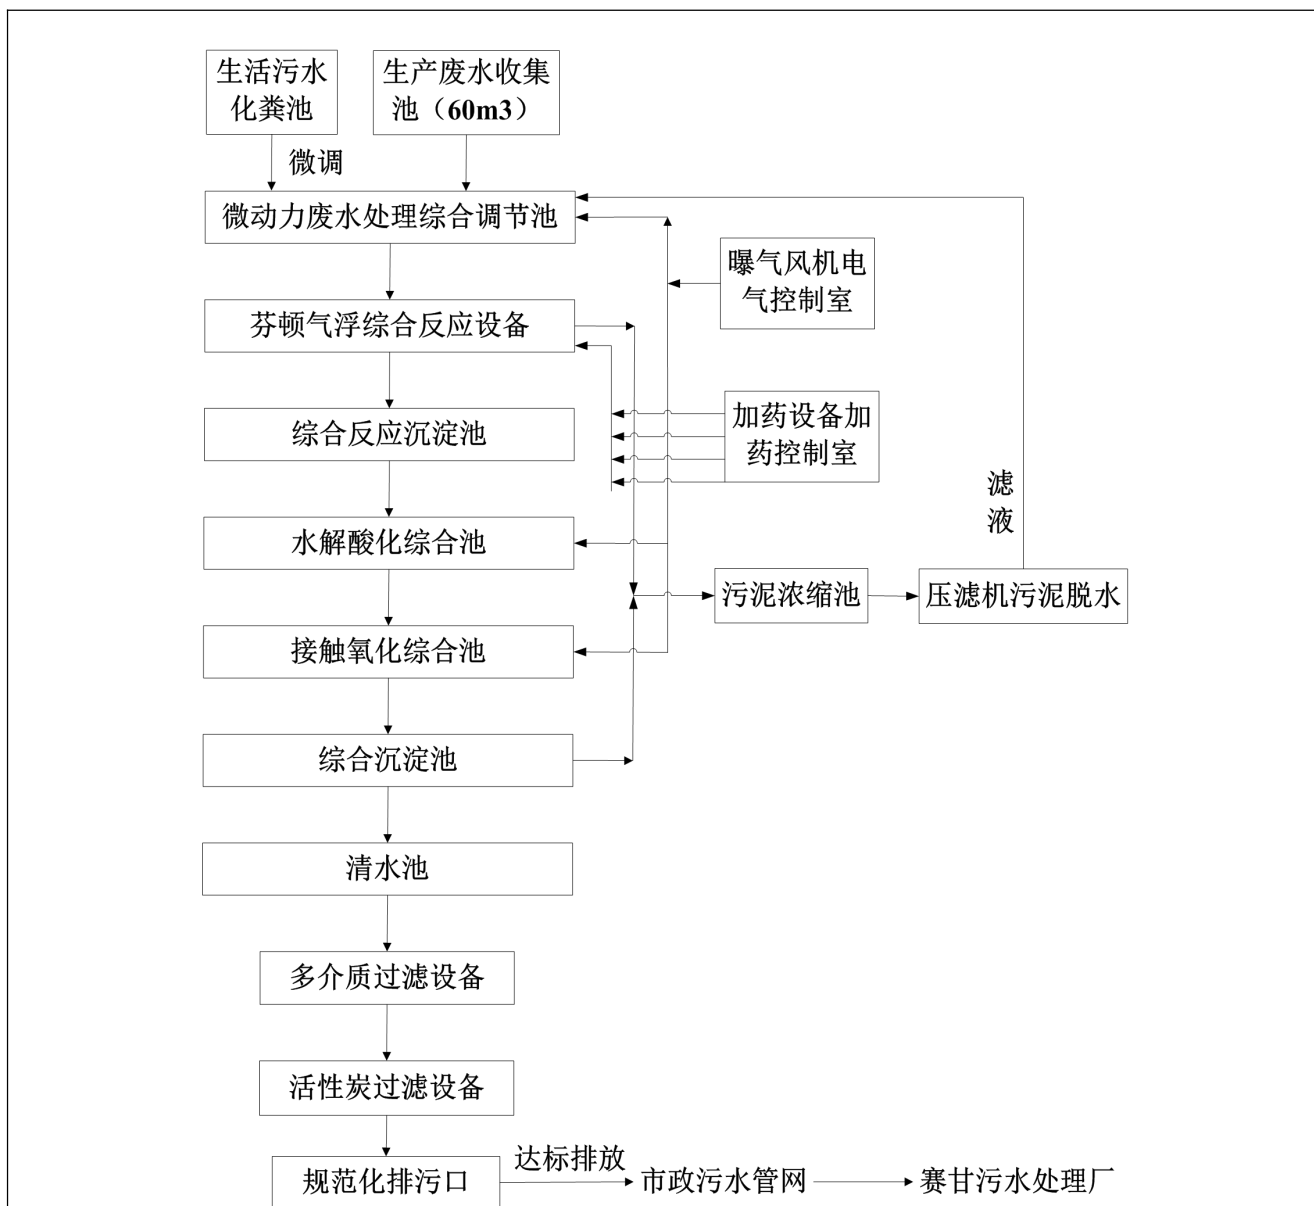 生活污水
化粪池
生产废水收集
池（60m3）
微调
微动力废水处理综合调节池
曝气风机电
气控制室
芬顿气浮综合反应设备
加药设备加
药控制室
综合反应沉淀池
滤
液
水解酸化综合池
污泥浓缩池
压滤机污泥脱水
接触氧化综合池
综合沉淀池
清水池
多介质过滤设备
活性炭过滤设备
规范化排污口
达标排放
市政污水管网
赛甘污水处理厂